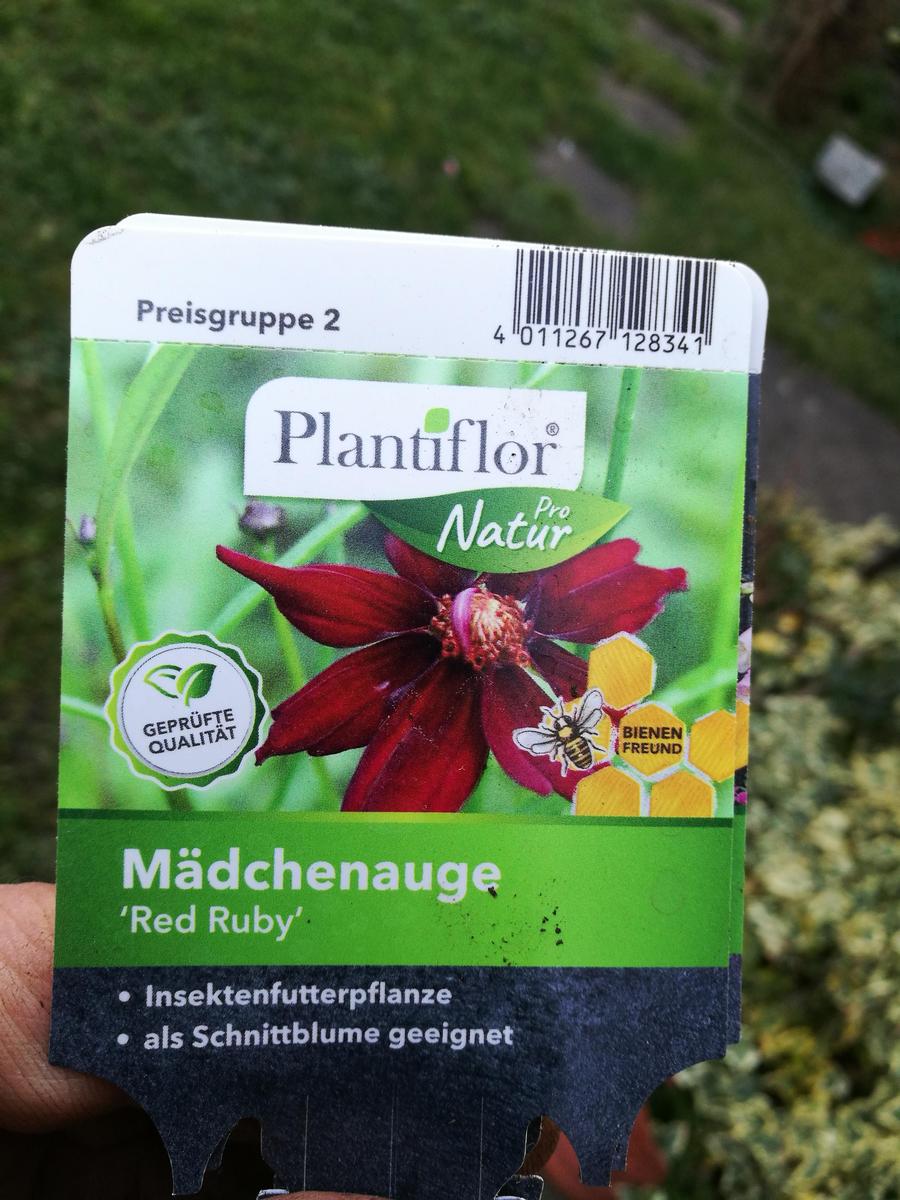 Preisgruppe 2
4 011267 128341
Plantiflor®
Pro
Natur
GEPRÜFTE
QUALITÄT
BIENEN
FREUND
Mädchenauge
‘Red Ruby’
• Insektenfutterpflanze
• als Schnittblume geeignet